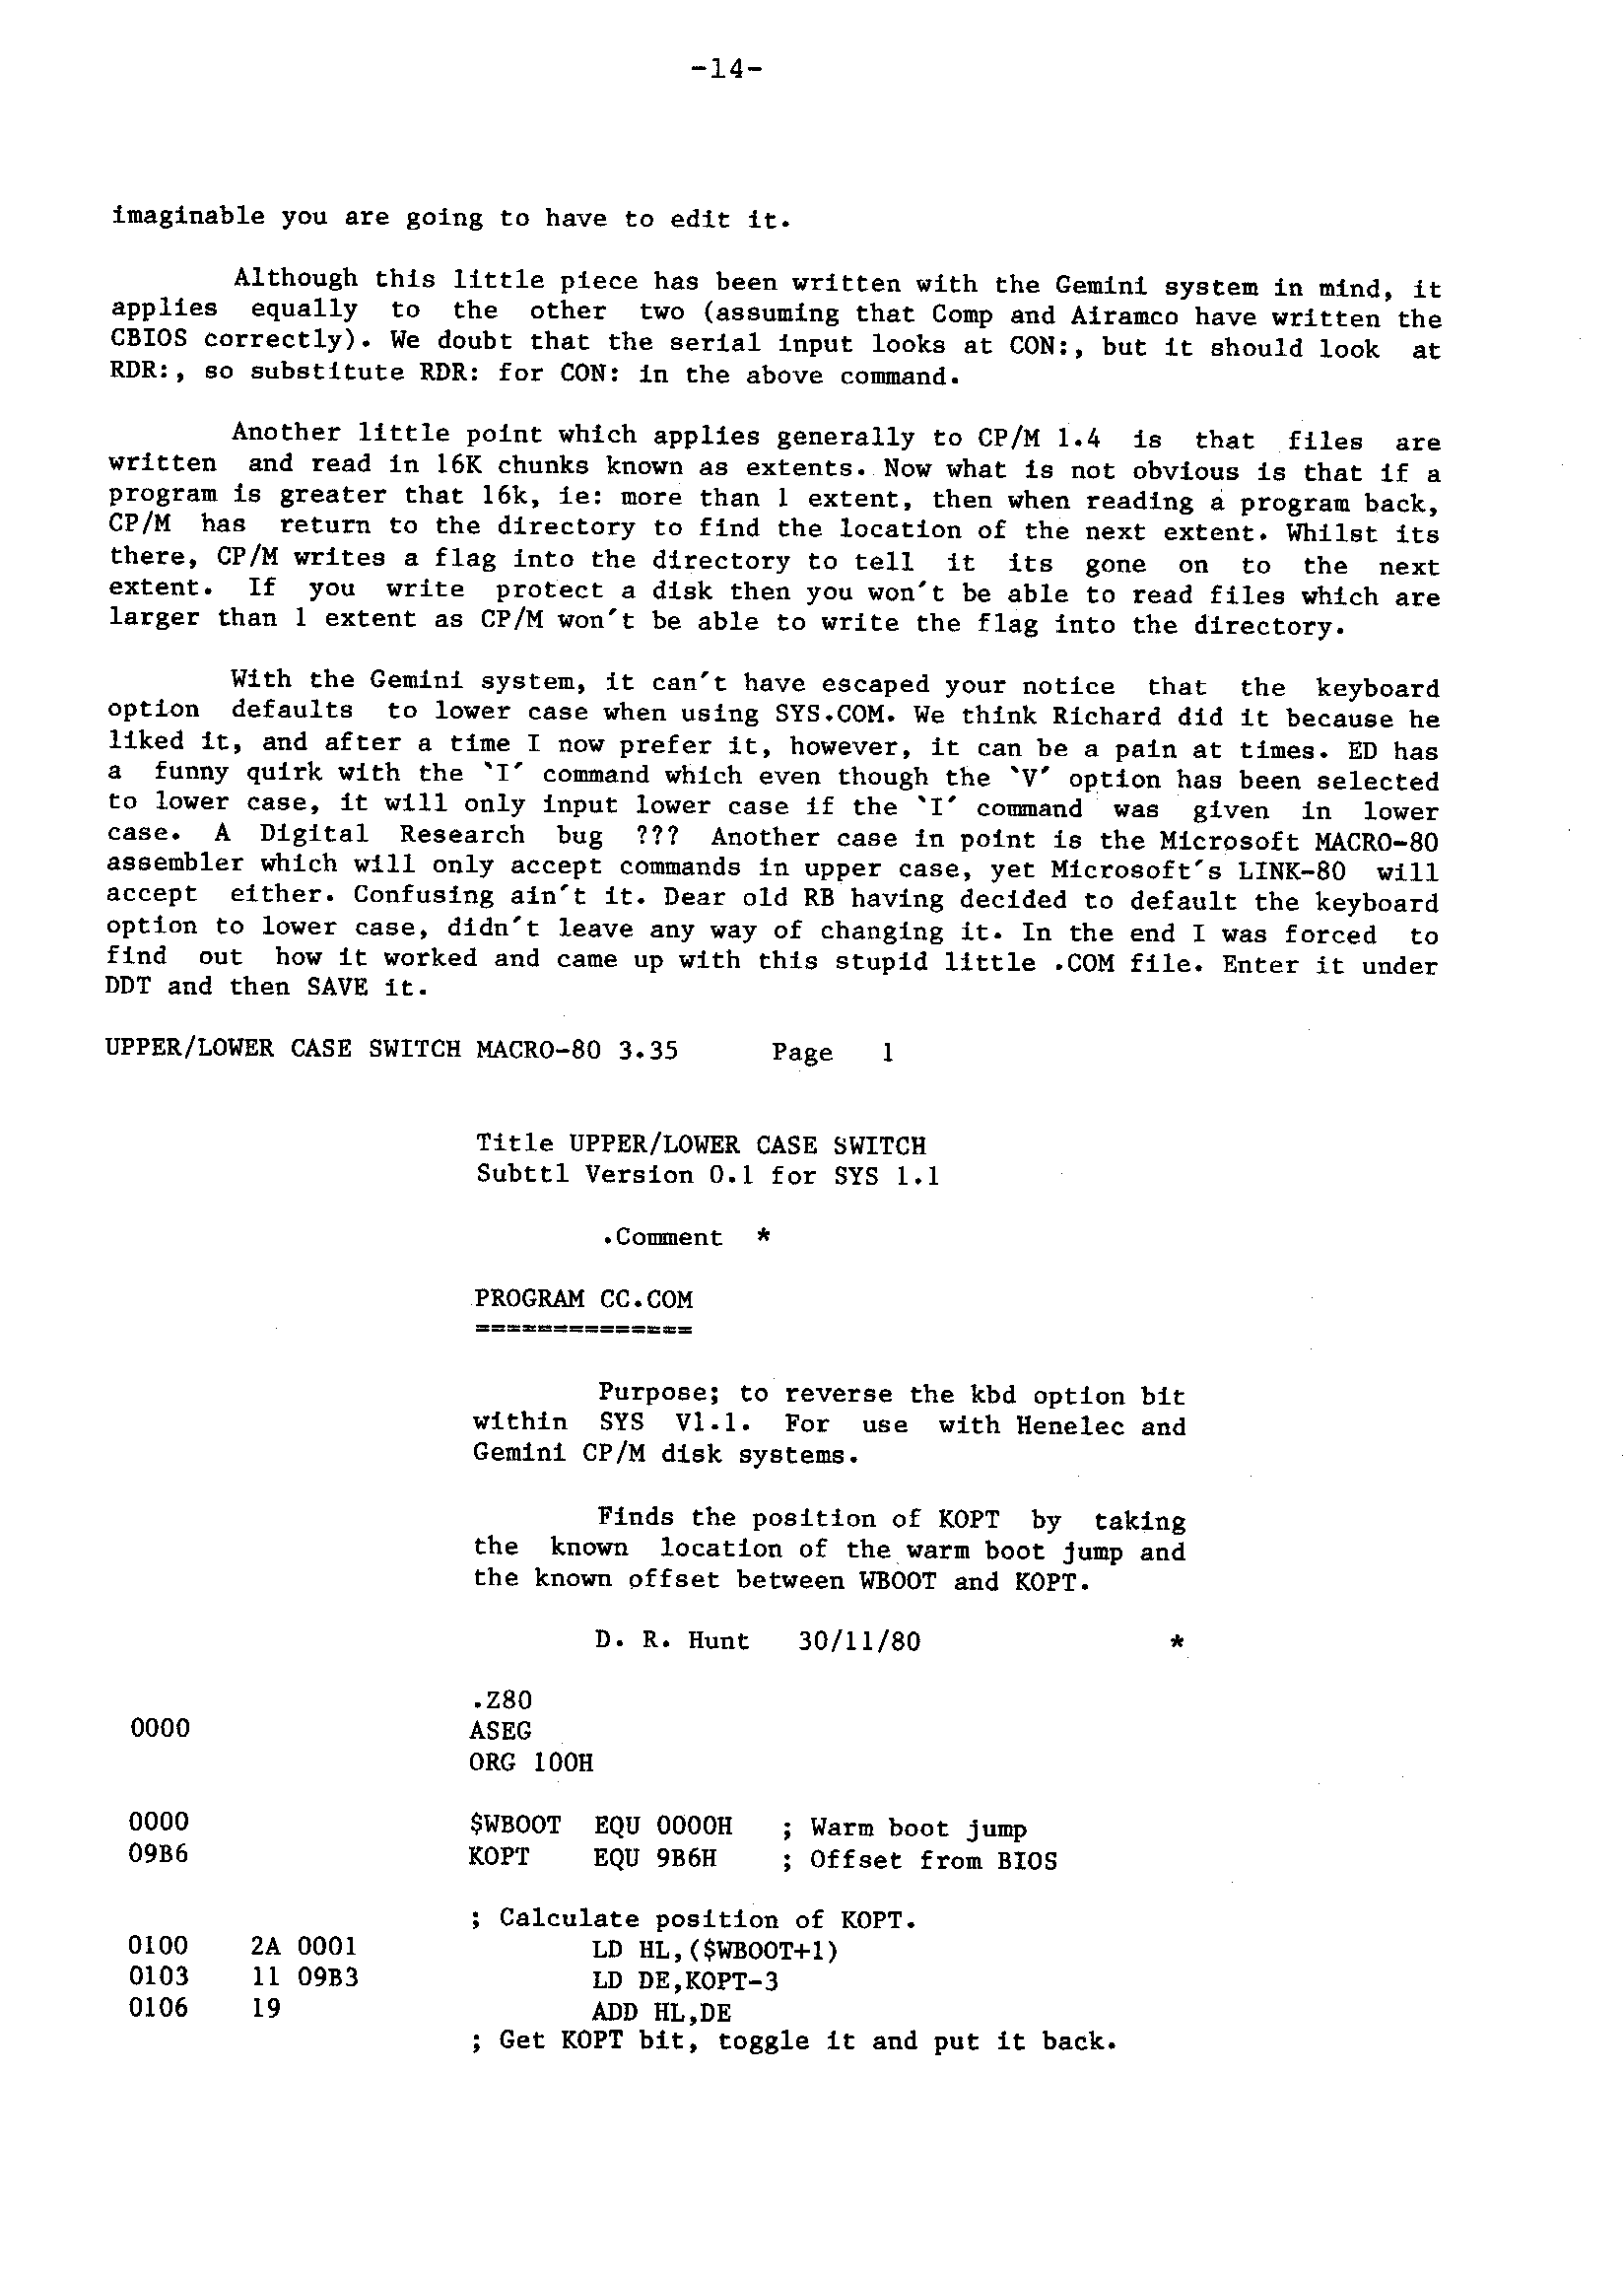 -14-
imaginable you are going to have to edit it.
Although this little piece has been written with the Gemini system in mind, it
applies equally to the other two (assuming that Comp and Airamco have written the
CBIOS correctly). We doubt that the serial input looks at CON:, but it should look at
RDR:, so substitute RDR: for CON: in the above command.
Another little point which applies generally to CP/M 1.4 is that files are
written and read in 16K chunks known as extents. Now what is not obvious is that if a
program is greater that 16k, ie: more than 1 extent, then when reading a program back,
CP/M has return to the directory to find the location of the next extent. Whilst its
there, CP/M writes a flag into the directory to tell it its gone on to the next
extent. If you write protect a disk then you won't be able to read files which are
larger than 1 extent as CP/M won't be able to write the flag into the directory.
With the Gemini system, it can't have escaped your notice that the keyboard
option defaults to lower case when using SYS.COM. We think Richard did it because he
liked it, and after a time I now prefer it, however, it can be a pain at times. ED has
a funny quirk with the `I' command which even though the `V' option has been selected
to lower case, it will only input lower case if the `I' command was given in lower
case. A Digital Research bug ??? Another case in point is the Microsoft MACRO-80
assembler which will only accept commands in upper case, yet Microsoft's LINK-80 will
accept either. Confusing ain't it. Dear old RB having decided to default the keyboard
option to lower case, didn't leave any way of changing it. In the end I was forced to
find out how it worked and came up with this stupid little .COM file. Enter it under
DDT and then SAVE it.
UPPER/LOWER CASE SWITCH MACRO-80 3.35 Page 1
Title UPPER/LOWER CASE SWITCH
Subttl Version 0.1 for SYS 1.1
.Comment *
PROGRAM CC.COM
==============
Purpose; to reverse the kbd option bit
within SYS V1.1. For use with Henelec and
Gemini CP/M disk systems.
Finds the position of KOPT by taking
the known location of the warm boot jump and
the known offset between WBOOT and KOPT.
D. R. Hunt 30/11/80 *
.Z80
0000 ASEG
ORG 100H
0000 $WBOOT EQU 0000H ; Warm boot jump
09B6 KOPT EQU 9B6H ; Offset from BIOS
; Calculate position of KOPT.
0100 2A 0001 LD HL,($WBOOT+1)
0103 11 09B3 LD DE,KOPT-3
0106 19 ADD HL,DE
; Get KOPT bit, toggle it and put it back.